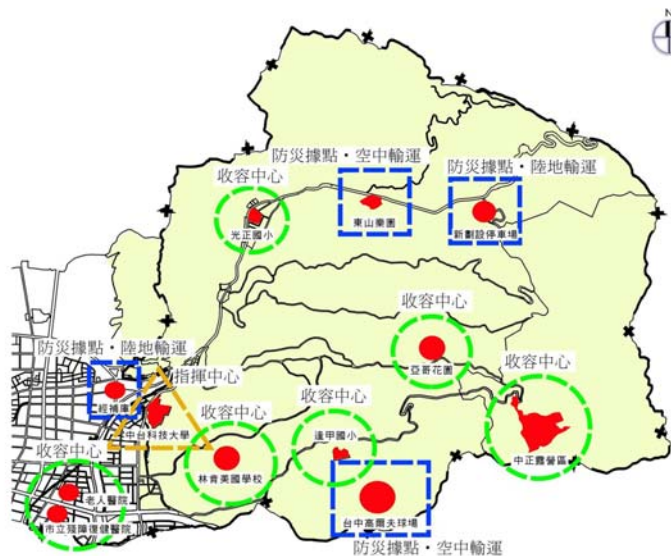 N
防災據點・空中輸運
防災據點・陸地輸運
收容中心
光正國小
東山樂園
新劃設停車場
收容中心
亞哥花園
收容中心
中正露營區
防災據點・陸地輸運
經補庫
指揮中心
中台科技大學
收容中心
林肯美國學校
收容中心
逢甲國小
收容中心
老人醫院
市立殘障復健醫院
台中高爾夫球場
防災據點・空中輸運